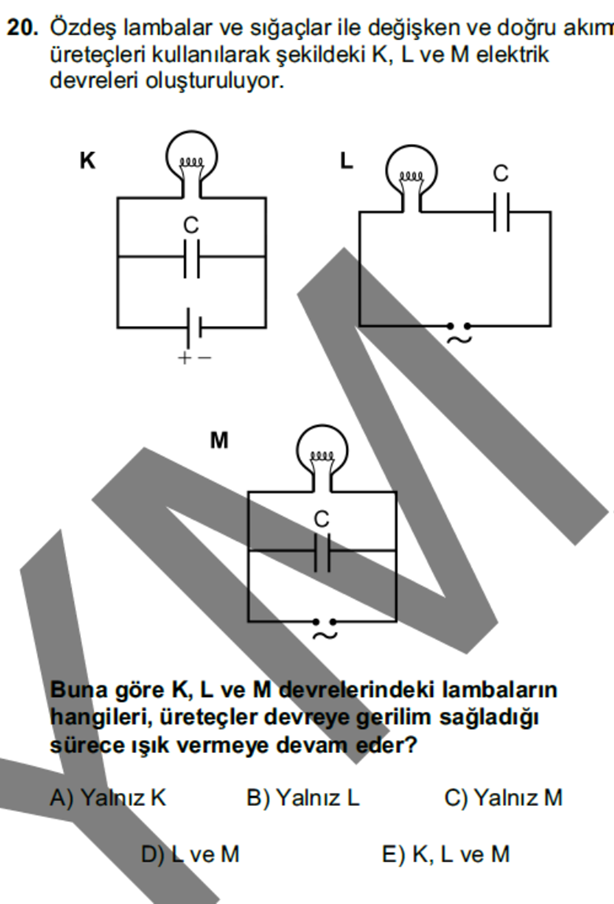 20. Özdeş lambalar ve sığaçlar ile değişken ve doğru akım
üreteçleri kullanılarak şekildeki K, L ve M elektrik
devreleri oluşturuluyor.
K
L
C
C
+ −
~
M
C
~
Buna göre K, L ve M devrelerindeki lambaların
hangileri, üreteçler devreye gerilim sağladığı
sürece ışık vermeye devam eder?
A) Yalnız K B) Yalnız L C) Yalnız M
D) L ve M E) K, L ve M
YM